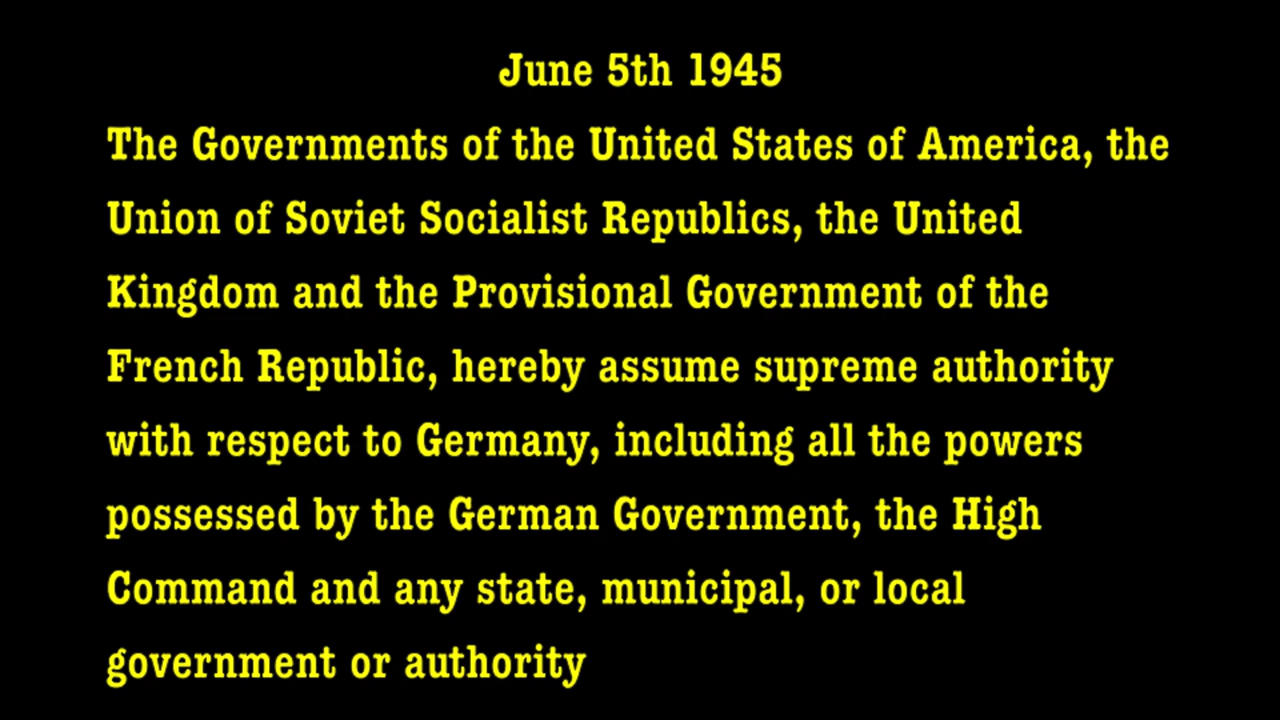 June 5th 1945
The Governments of the United States of America, the
Union of Soviet Socialist Republics, the United
Kingdom and the Provisional Government of the
French Republic, hereby assume supreme authority
with respect to Germany, including all the powers
possessed by the German Government, the High
Command and any state, municipal, or local
government or authority